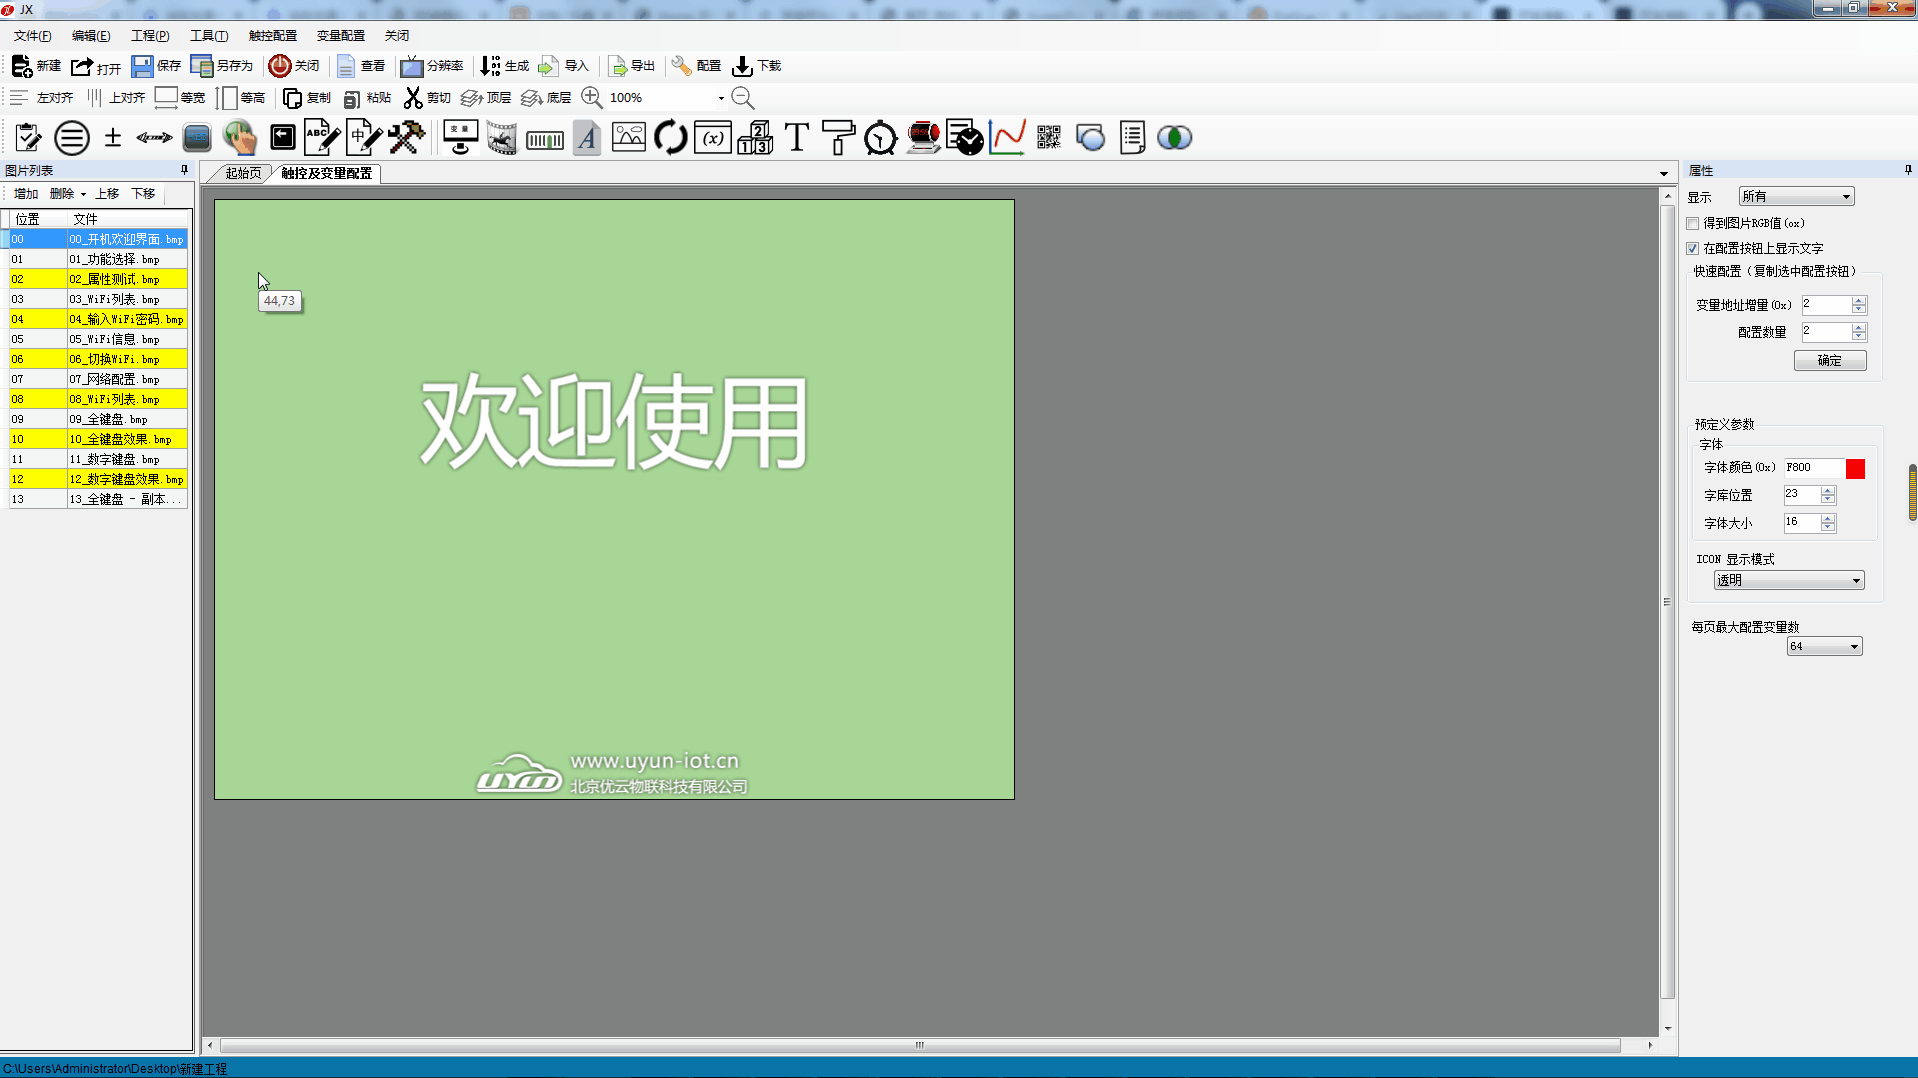 JX
文件(F) 编辑(E) 工程(P) 工具(T) 触控配置 变量配置 关闭
新建 打开 保存 另存为 关闭 查看 分辨率 生成 导入 导出 配置 下载
左对齐 上对齐 等宽 等高 复制 粘贴 剪切 顶层 底层 100%
图片列表
起始页 触控及变量配置
属性
增加 删除 上移 下移
位置 文件
00 00_开机欢迎界面.bmp
01 01_功能选择.bmp
02 02_属性测试.bmp
03 03_WiFi列表.bmp
04 04_输入WiFi密码.bmp
05 05_WiFi信息.bmp
06 06_切换WiFi.bmp
07 07_网络配置.bmp
08 08_WiFi列表.bmp
09 09_全键盘.bmp
10 10_全键盘效果.bmp
11 11_数字键盘.bmp
12 12_数字键盘效果.bmp
13 13_全键盘 - 副本...
44,73
欢迎使用
UYUN
www.uyun-iot.cn
北京优云物联科技有限公司
显示 所有
得到图片RGB值(ox)
在配置按钮上显示文字
快速配置（复制选中配置按钮）
变量地址增量(0x) 2
配置数量 2
确定
预定义参数
字体
字体颜色(0x) F800
字库位置 23
字体大小 16
ICON 显示模式
透明
每页最大配置变量数
64
C:\Users\Administrator\Desktop\新建工程